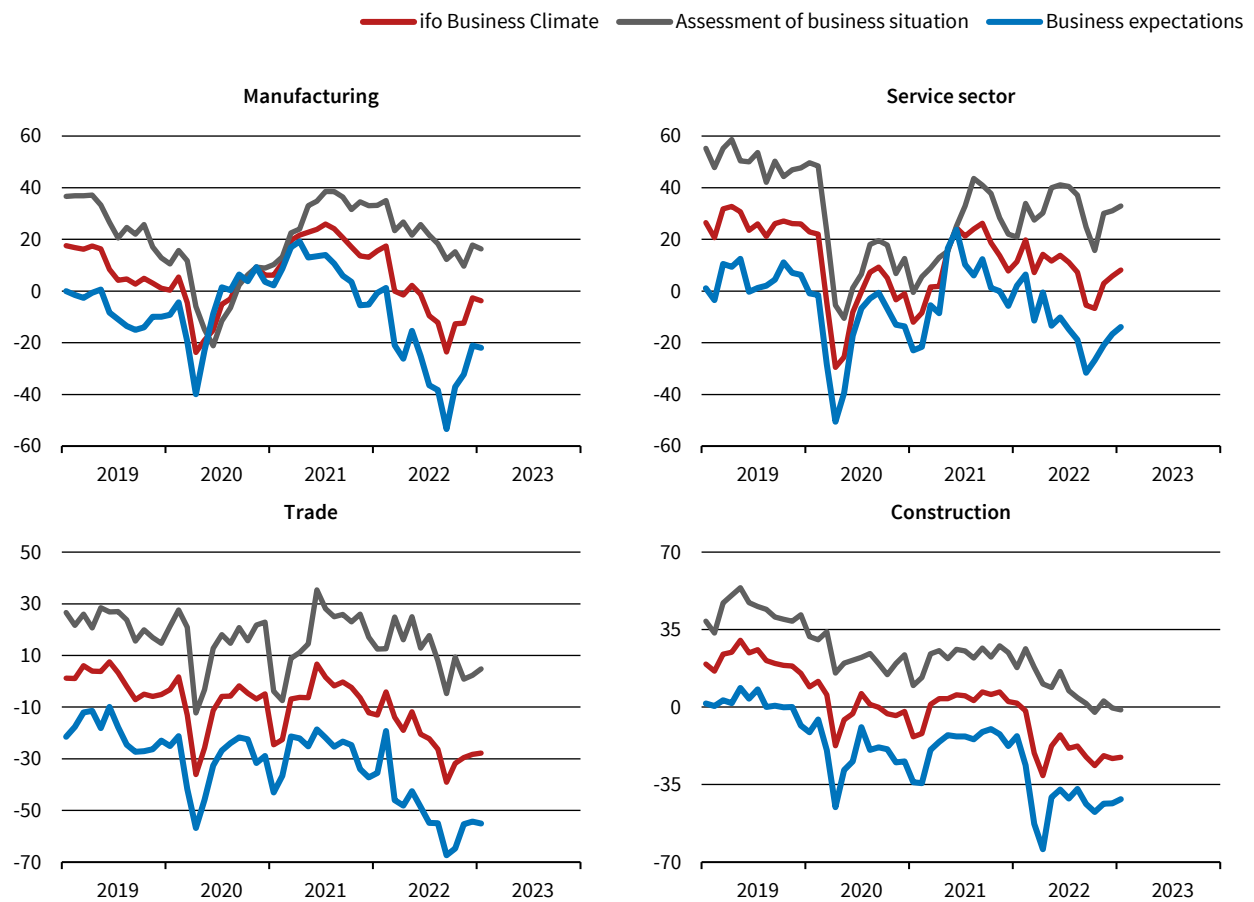 ifo Business Climate Assessment of business situation Business expectations
Manufacturing
60
40
20
0
-20
-40
-60
2019 2020 2021 2022 2023
Service sector
60
40
20
0
-20
-40
-60
2019 2020 2021 2022 2023
Trade
50
30
10
-10
-30
-50
-70
2019 2020 2021 2022 2023
Construction
70
35
0
-35
-70
2019 2020 2021 2022 2023